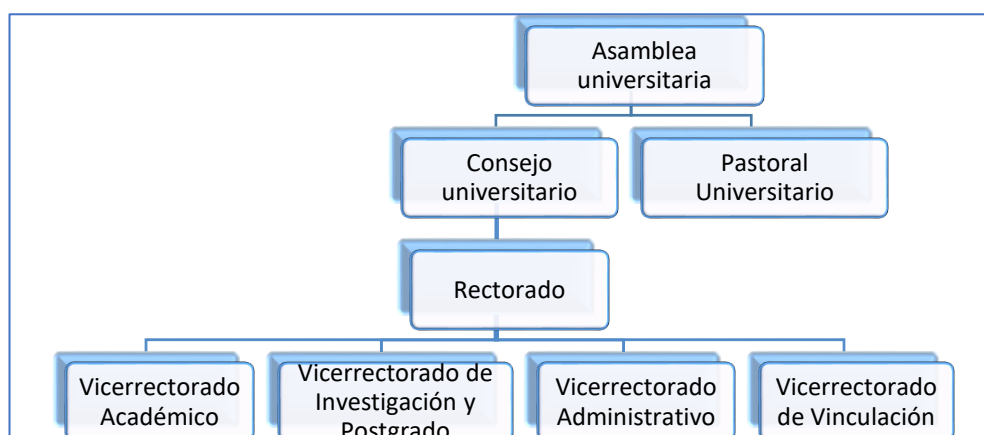 Asamblea
universitaria
Consejo
universitario
Pastoral
Universitario
Rectorado
Vicerrectorado
Académico
Vicerrectorado de
Investigación y
Postgrado
Vicerrectorado
Administrativo
Vicerrectorado
de Vinculación